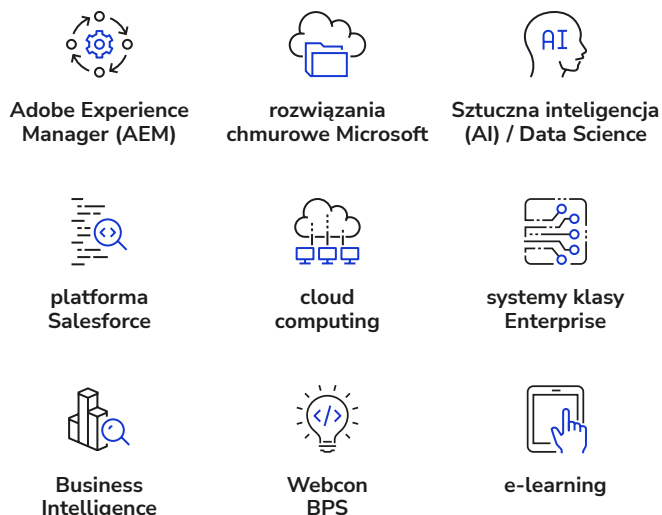 AI
Adobe Experience
Manager (AEM)
rozwiązania
chmurowe Microsoft
Sztuczna inteligencja
(AI) / Data Science
platforma
Salesforce
cloud
computing
systemy klasy
Enterprise
Business
Intelligence
Webcon
BPS
e-learning